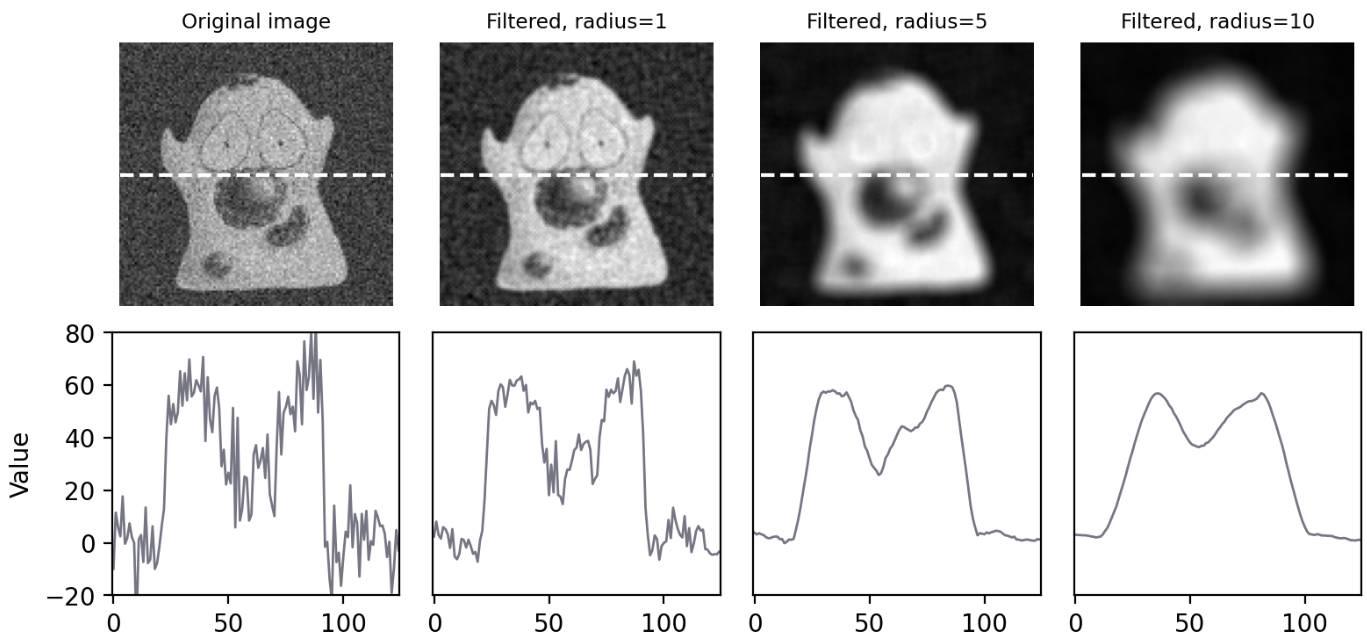 Original image
Filtered, radius=1
Filtered, radius=5
Filtered, radius=10
80
60
40
20
0
−20
Value
0 50 100
0 50 100
0 50 100
0 50 100